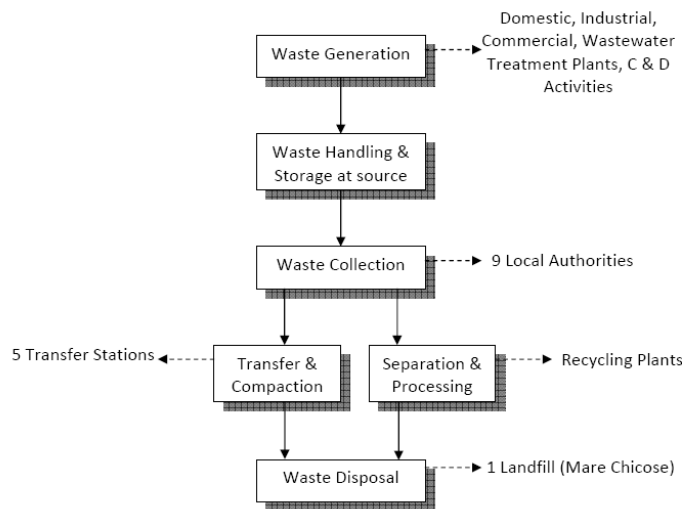 Domestic, Industrial,
Commercial, Wastewater
Treatment Plants, C & D
Activities
Waste Generation
Waste Handling &
Storage at source
Waste Collection
9 Local Authorities
5 Transfer Stations
Transfer &
Compaction
Separation &
Processing
Recycling Plants
Waste Disposal
1 Landfill (Mare Chicose)